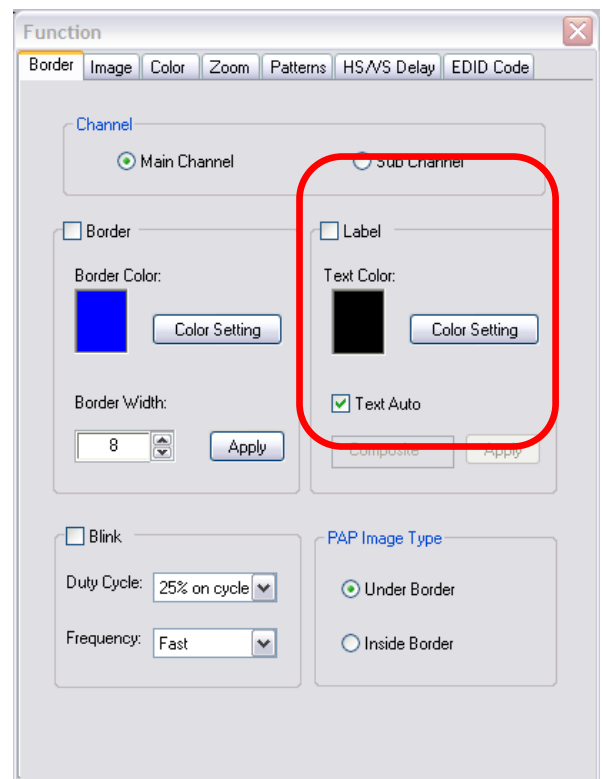 Function
Border Image Color Zoom Patterns HS/VS Delay EDID Code
Channel
Main Channel Sub Channel
Border Label
Border Color: Text Color:
Color Setting Color Setting
Border Width: Text Auto
8 Apply Composite Apply
Blink PAP Image Type
Duty Cycle: 25% on cycle Under Border
Frequency: Fast Inside Border